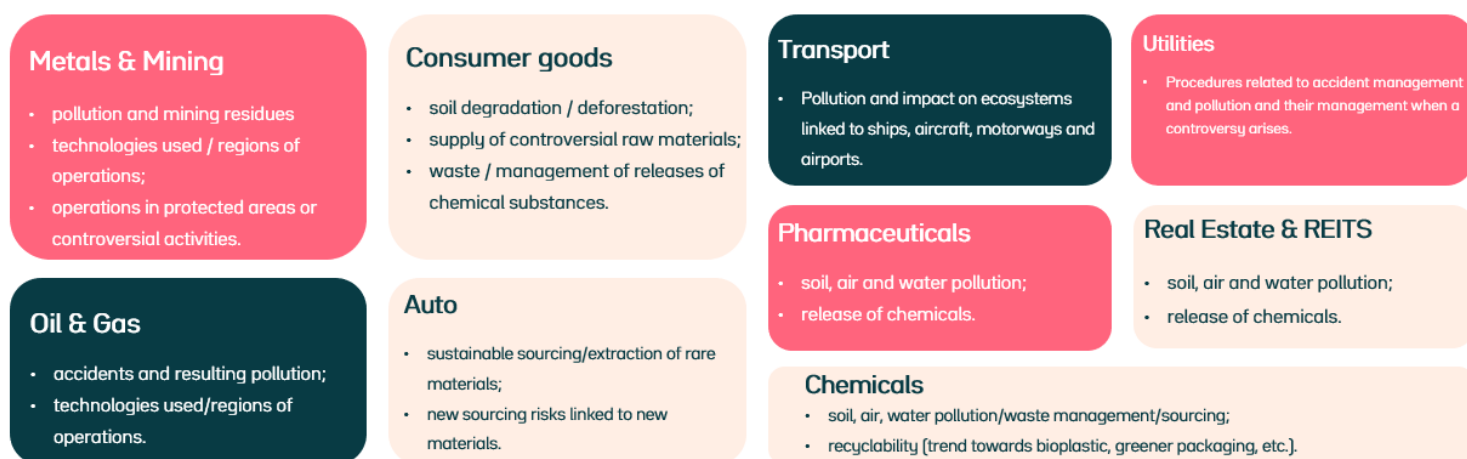 Metals & Mining
• pollution and mining residues
• technologies used / regions of
operations;
• operations in protected areas or
controversial activities.
Consumer goods
• soil degradation / deforestation;
• supply of controversial raw materials;
• waste / management of releases of
chemical substances.
Transport
• Pollution and impact on ecosystems
linked to ships, aircraft, motorways and
airports.
Utilities
• Procedures related to accident management
and pollution and their management when a
controversy arises.
Pharmaceuticals
• soil, air and water pollution;
• release of chemicals.
Real Estate & REITS
• soil, air and water pollution;
• release of chemicals.
Oil & Gas
• accidents and resulting pollution;
• technologies used/regions of
operations.
Auto
• sustainable sourcing/extraction of rare
materials;
• new sourcing risks linked to new
materials.
Chemicals
• soil, air, water pollution/waste management/sourcing;
• recyclability (trend towards bioplastic, greener packaging, etc.).